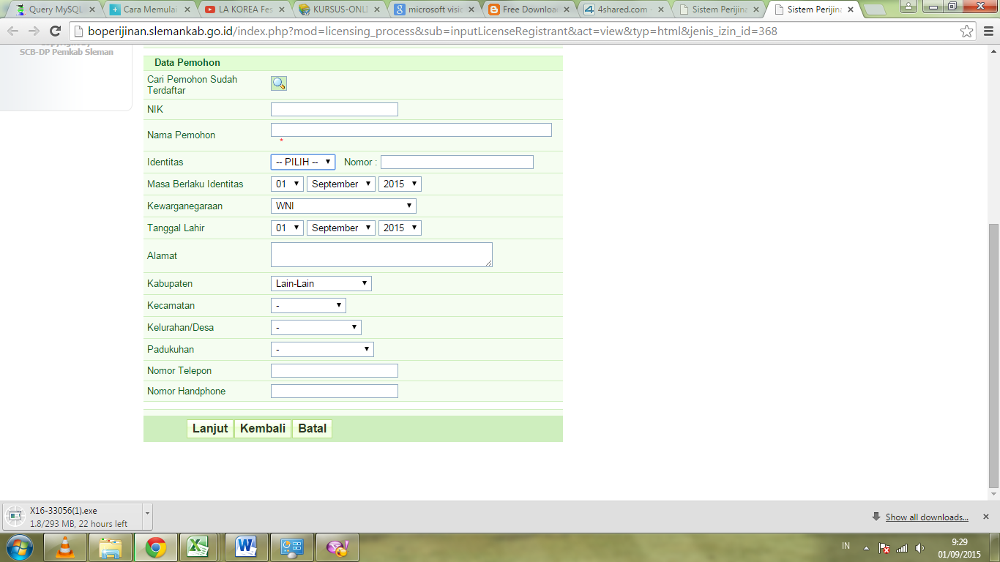 Query MySQL
Cara Memulai
LA KOREA Fes
KURSUS-ONLI
microsoft visi
Free Downloa
4shared.com -
Sistem Perijina
Sistem Perijina
boperijinan.slemankab.go.id/index.php?mod=licensing_process&sub=inputLicenseRegistrant&act=view&typ=html&jenis_izin_id=368
SCB-DP Pemkab Sleman
Data Pemohon
Cari Pemohon Sudah
Terdaftar
NIK
Nama Pemohon
*
Identitas -- PILIH -- Nomor :
Masa Berlaku Identitas 01 September 2015
Kewarganegaraan WNI
Tanggal Lahir 01 September 2015
Alamat
Kabupaten Lain-Lain
Kecamatan -
Kelurahan/Desa -
Padukuhan -
Nomor Telepon
Nomor Handphone
Lanjut Kembali Batal
X16-33056(1).exe
1.8/293 MB, 22 hours left
Show all downloads...
IN
9:29
01/09/2015